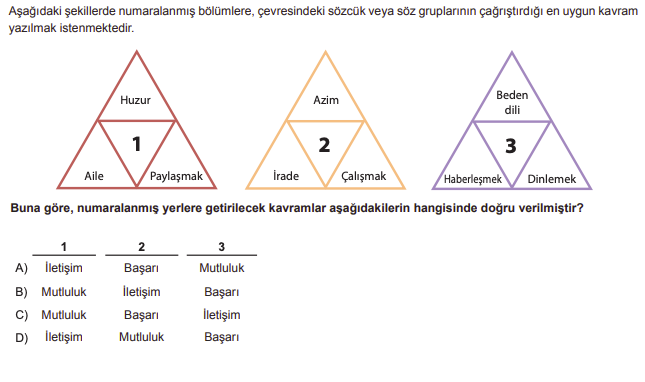 Aşağıdaki şekillerde numaralanmış bölümlere, çevresindeki sözcük veya söz gruplarının çağrıştırdığı en uygun kavram
yazılmak istenmektedir.
Huzur
1
Aile Paylaşmak
Azim
2
İrade Çalışmak
Beden
dili
3
Haberleşmek Dinlemek
Buna göre, numaralanmış yerlere getirilecek kavramlar aşağıdakilerin hangisinde doğru verilmiştir?
1 2 3
A) İletişim Başarı Mutluluk
B) Mutluluk İletişim Başarı
C) Mutluluk Başarı İletişim
D) İletişim Mutluluk Başarı